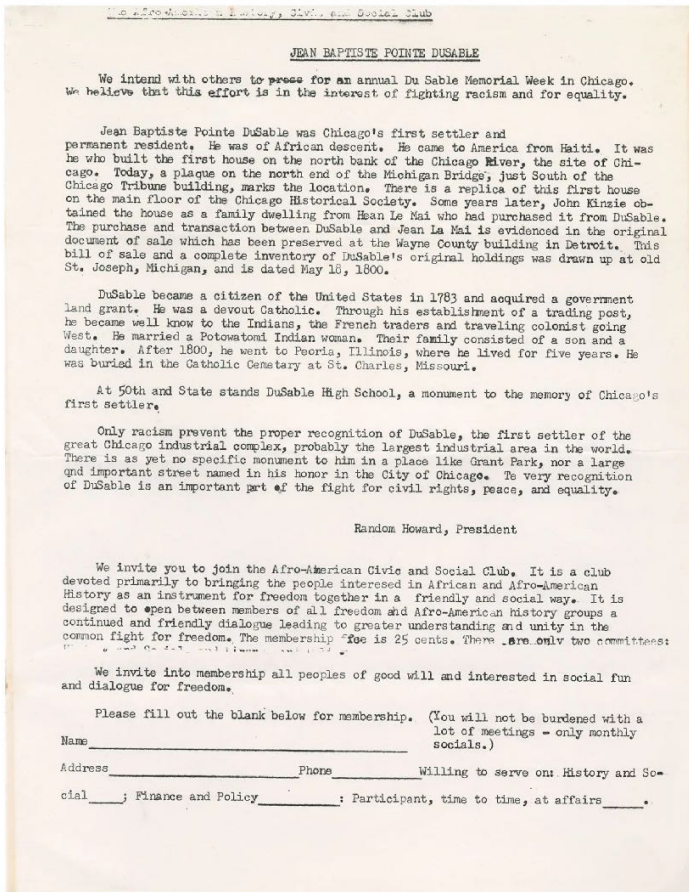 The Afro-American History, Civic and Social Club
JEAN BAPTISTE POINTE DUSABLE
We intend with others to press for an annual Du Sable Memorial Week in Chicago.
We believe that this effort is in the interest of fighting racism and for equality.
Jean Baptiste Pointe DuSable was Chicago's first settler and
permanent resident. He was of African descent. He came to America from Haiti. It was
he who built the first house on the north bank of the Chicago River, the site of Chi-
cago. Today, a plaque on the north end of the Michigan Bridge, just South of the
Chicago Tribune building, marks the location. There is a replica of this first house
on the main floor of the Chicago Historical Society. Some years later, John Kinzie ob-
tained the house as a family dwelling from Hean Le Mai who had purchased it from DuSable.
The purchase and transaction between DuSable and Jean La Mai is evidenced in the original
document of sale which has been preserved at the Wayne County building in Detroit. This
bill of sale and a complete inventory of DuSable's original holdings was drawn up at old
St. Joseph, Michigan, and is dated May 18, 1800.
DuSable became a citizen of the United States in 1783 and acquired a government
land grant. He was a devout Catholic. Through his establishment of a trading post,
he became well know to the Indians, the French traders and traveling colonist going
West. He married a Potowatomi Indian woman. Their family consisted of a son and a
daughter. After 1800, he went to Peoria, Illinois, where he lived for five years. He
was buried in the Catholic Cemetary at St. Charles, Missouri.
At 50th and State stands DuSable High School, a monument to the memory of Chicago's
first settler.
Only racism prevent the proper recognition of DuSable, the first settler of the
great Chicago industrial complex, probably the largest industrial area in the world.
There is as yet no specific monument to him in a place like Grant Park, nor a large
qnd important street named in his honor in the City of Chicago. Te very recognition
of DuSable is an important part of the fight for civil rights, peace, and equality.
Random Howard, President
We invite you to join the Afro-American Civic and Social Club. It is a club
devoted primarily to bringing the people interesed in African and Afro-American
History as an instrument for freedom together in a friendly and social way. It is
designed to open between members of all freedom and Afro-American history groups a
continued and friendly dialogue leading to greater understanding and unity in the
common fight for freedom. The membership fee is 25 cents. There are only two committees:
We invite into membership all peoples of good will and interested in social fun
and dialogue for freedom.
Please fill out the blank below for membership. (You will not be burdened with a
lot of meetings - only monthly
Name socials.)
Address Phone Willing to serve on: History and So-
cial ; Finance and Policy : Participant, time to time, at affairs .